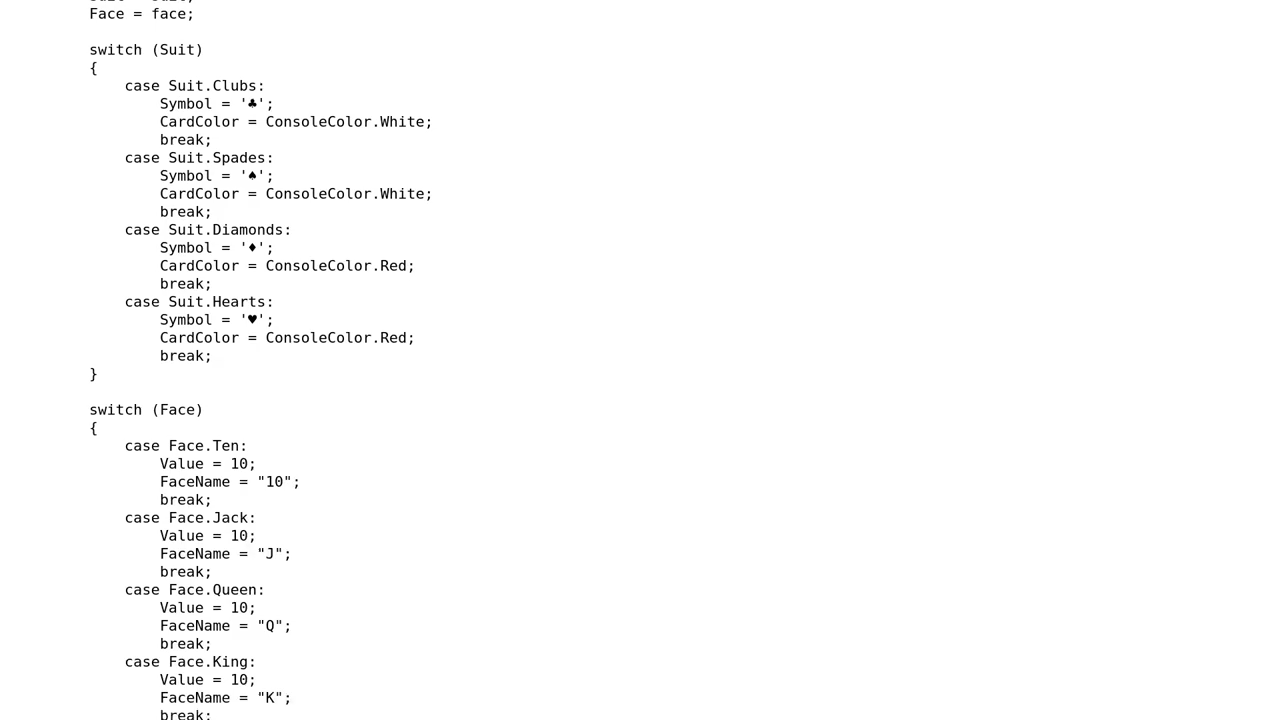 Face = face;
switch (Suit)
{
case Suit.Clubs:
Symbol = '♣';
CardColor = ConsoleColor.White;
break;
case Suit.Spades:
Symbol = '♠';
CardColor = ConsoleColor.White;
break;
case Suit.Diamonds:
Symbol = '♦';
CardColor = ConsoleColor.Red;
break;
case Suit.Hearts:
Symbol = '♥';
CardColor = ConsoleColor.Red;
break;
}
switch (Face)
{
case Face.Ten:
Value = 10;
FaceName = "10";
break;
case Face.Jack:
Value = 10;
FaceName = "J";
break;
case Face.Queen:
Value = 10;
FaceName = "Q";
break;
case Face.King:
Value = 10;
FaceName = "K";
break;